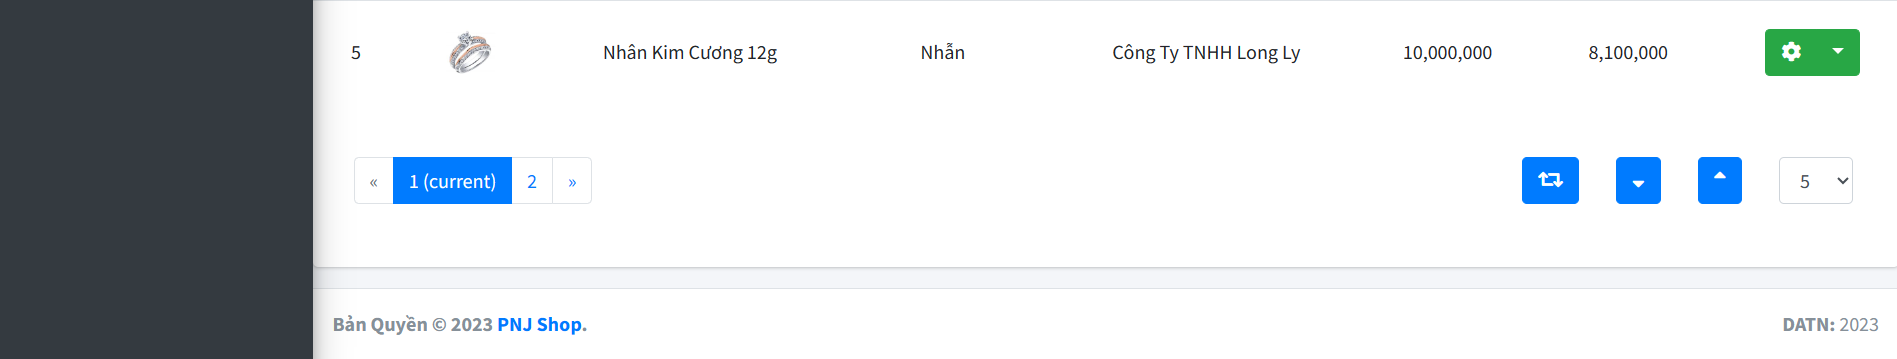 5 Nhân Kim Cương 12g Nhẫn Công Ty TNHH Long Ly 10,000,000 8,100,000
« 1 (current) 2 » 5
Bản Quyền © 2023 PNJ Shop. DATN: 2023